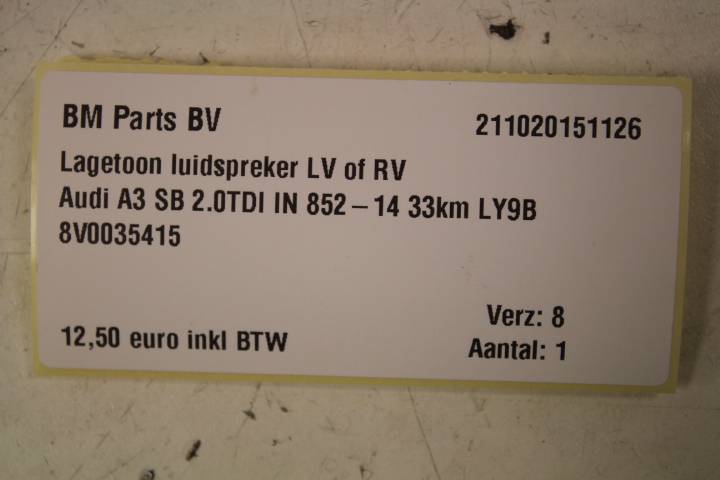 BM Parts BV 211020151126
Lagetoon luidspreker LV of RV
Audi A3 SB 2.0TDI IN 852-14 33km LY9B
8V0035415
Verz: 8
12,50 euro inkl BTW Aantal: 1